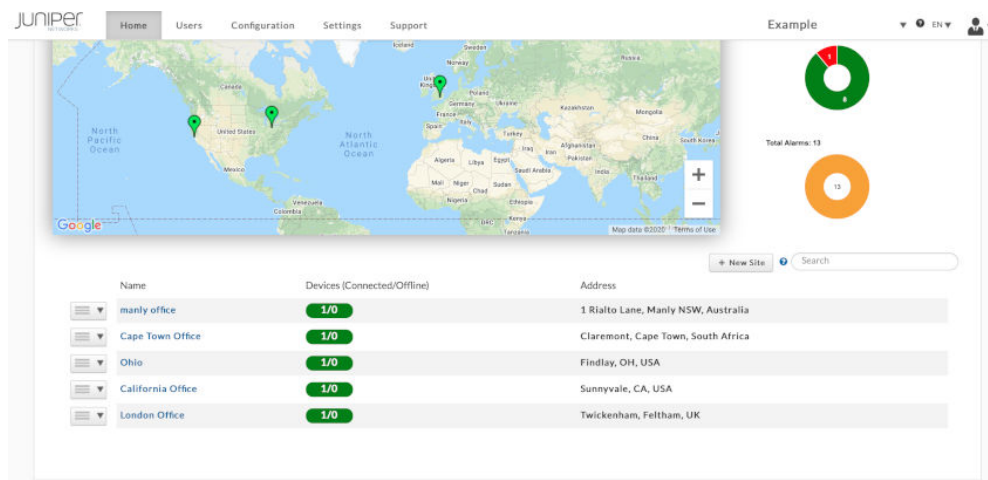 JUNIPER
NETWORKS
Home Users Configuration Settings Support Example EN
Iceland
Sweden
Norway
Russia
Canada
Poland
Germany Ukraine
France
Kazakhstan
Mongolia
Spain Italy
Turkey
North Pacific Ocean
United States
North Atlantic Ocean
China
South Korea
Iraq Iran Afghanistan
Pakistan
Algeria Libya Egypt
Saudi Arabia
India
Mexico
Mali Niger Sudan
Chad
Thailand
Nigeria Ethiopia
Venezuela
Colombia
DRC Kenya
Tanzania
+
−
Google
Map data ©2020 Terms of Use
1
8
Total Alarms: 13
13
+ New Site Search
Name Devices (Connected/Offline) Address
manly office 1/0 1 Rialto Lane, Manly NSW, Australia
Cape Town Office 1/0 Claremont, Cape Town, South Africa
Ohio 1/0 Findlay, OH, USA
California Office 1/0 Sunnyvale, CA, USA
London Office 1/0 Twickenham, Feltham, UK